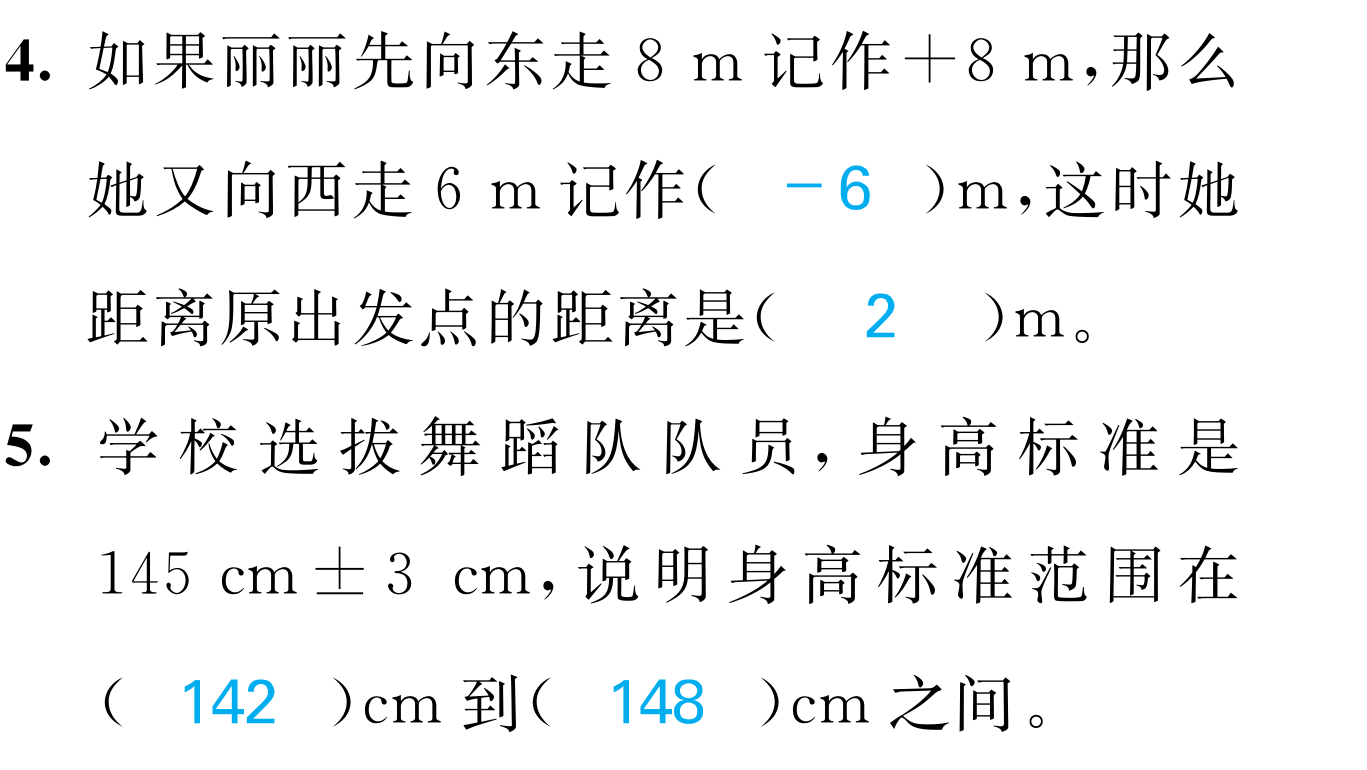 4. 如果丽丽先向东走 8 m 记作+8 m,那么
她又向西走 6 m 记作( -6 )m,这时她
距离原出发点的距离是( 2 )m。
5. 学校选拔舞蹈队队员,身高标准是
145 cm±3 cm,说明身高标准范围在
( 142 )cm 到( 148 )cm 之间。